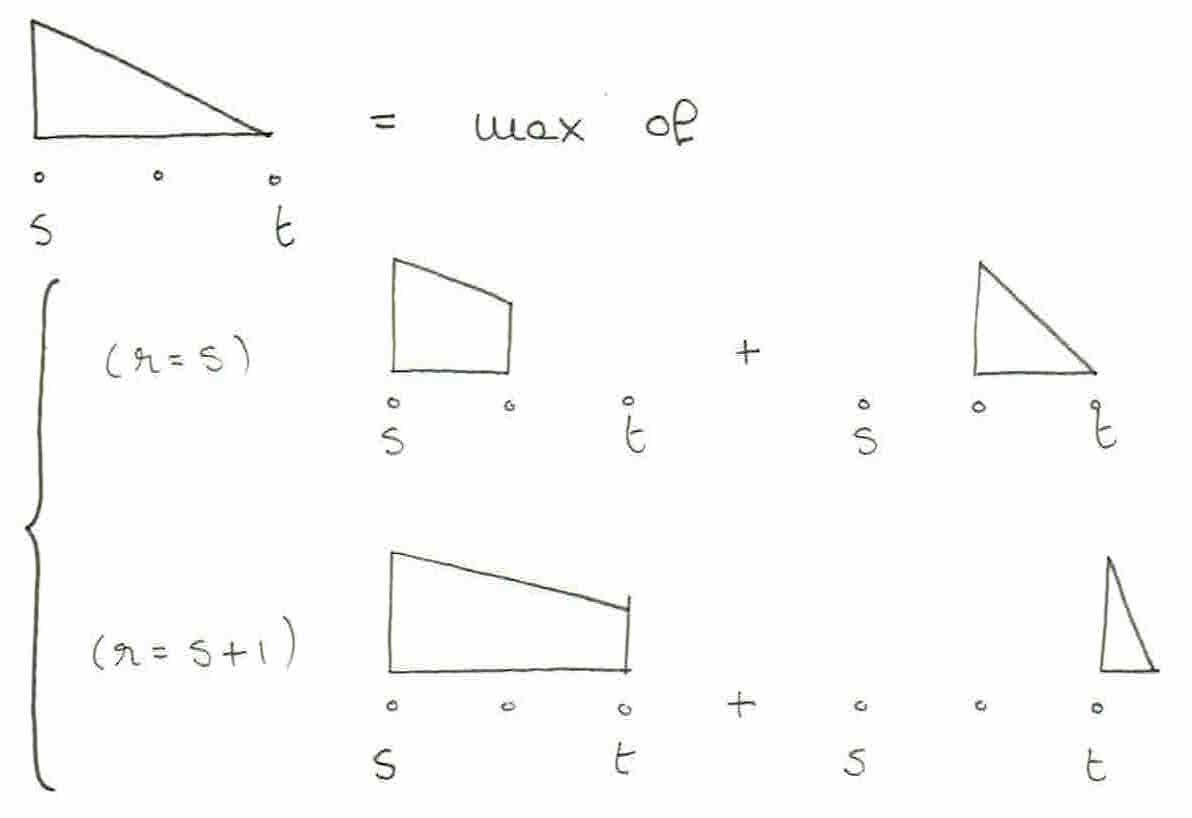 = max of
s t
(r = s) + 
s t s t
(r = s+1)
+
s t s t